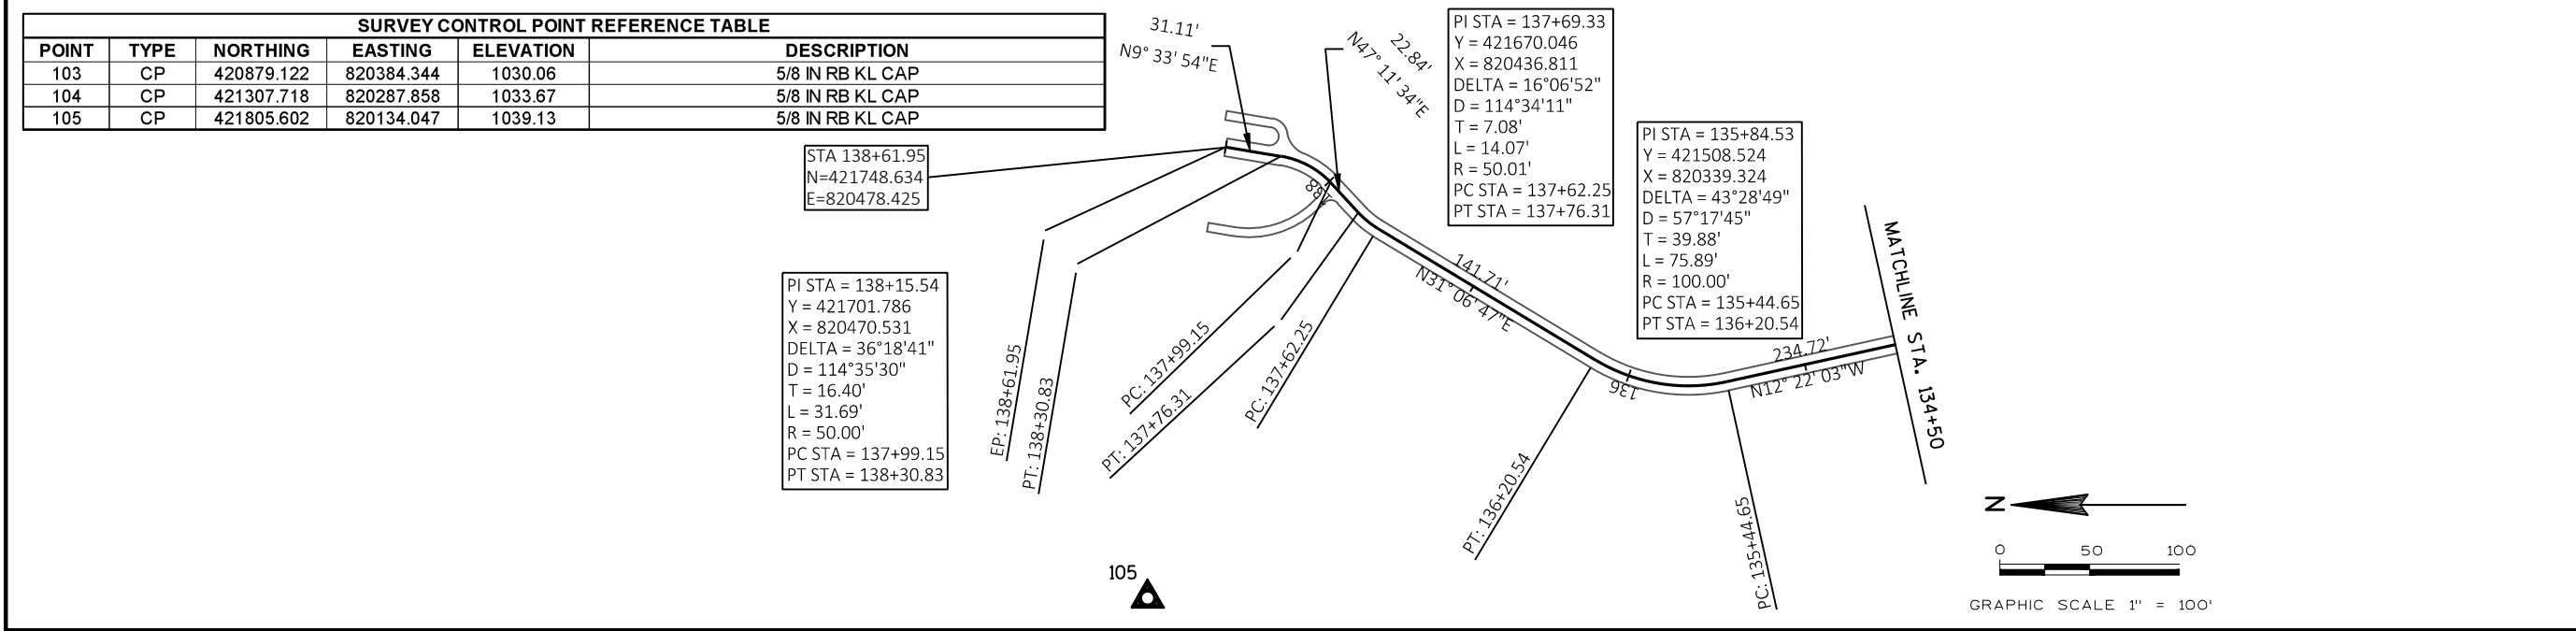 SURVEY CONTROL POINT REFERENCE TABLE
POINT TYPE NORTHING EASTING ELEVATION DESCRIPTION
103 CP 420879.122 820384.344 1030.06 5/8 IN RB KL CAP
104 CP 421307.718 820287.858 1033.67 5/8 IN RB KL CAP
105 CP 421805.602 820134.047 1039.13 5/8 IN RB KL CAP
31.11'
N9° 33' 54"E
22.84'
N47° 11' 34"E
PI STA = 137+69.33
Y = 421670.046
X = 820436.811
DELTA = 16°06'52"
D = 114°34'11"
T = 7.08'
L = 14.07'
R = 50.01'
PC STA = 137+62.25
PT STA = 137+76.31
PI STA = 135+84.53
Y = 421508.524
X = 820339.324
DELTA = 43°28'49"
D = 57°17'45"
T = 39.88'
L = 75.89'
R = 100.00'
PC STA = 135+44.65
PT STA = 136+20.54
STA 138+61.95
N=421748.634
E=820478.425
138
141.71'
N31° 06' 47"E
MATCHLINE STA. 134+50
234.72'
N12° 22' 03"W
136
PI STA = 138+15.54
Y = 421701.786
X = 820470.531
DELTA = 36°18'41"
D = 114°35'30"
T = 16.40'
L = 31.69'
R = 50.00'
PC STA = 137+99.15
PT STA = 138+30.83
EP: 138+61.95
PT: 138+30.83
PC: 137+99.15
PT: 137+76.31
PC: 137+62.25
PT: 136+20.54
PC: 135+44.65
105
N
0 50 100
GRAPHIC SCALE 1" = 100'